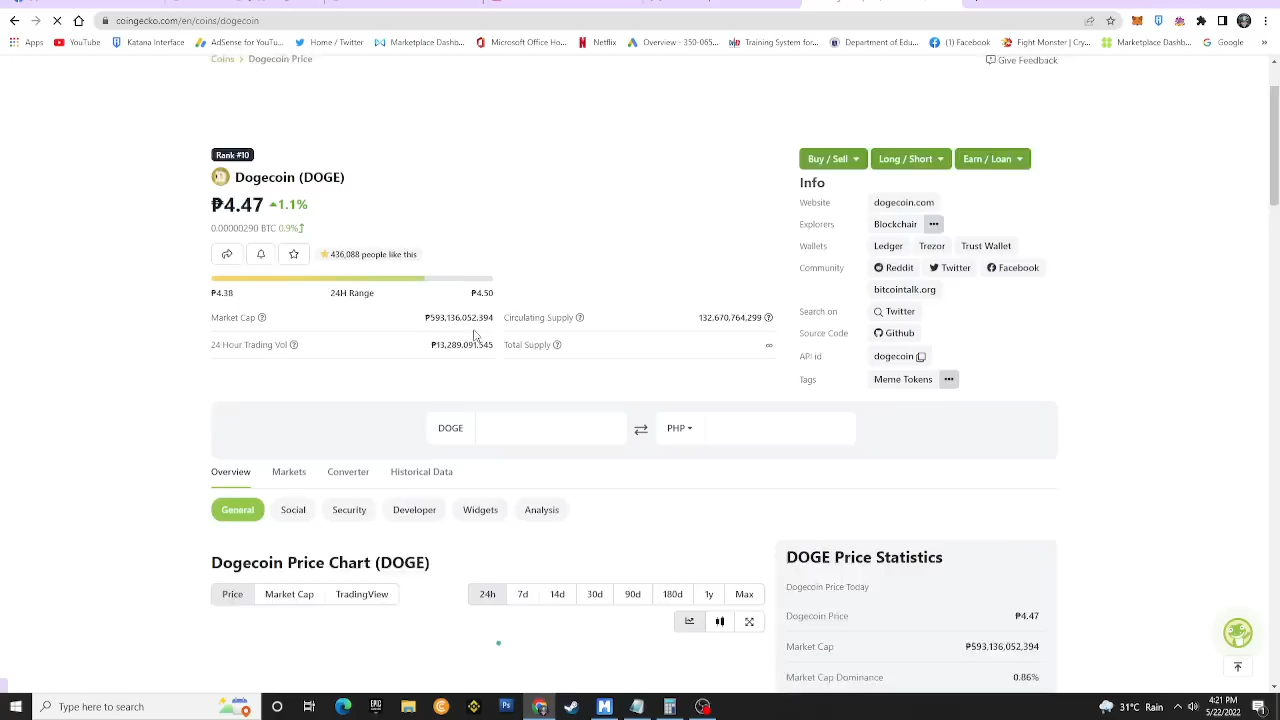 coingecko.com/en/coins/dogecoin
Apps YouTube Katana Interface AdSense for YouTu... Home / Twitter Marketplace Dashb... Microsoft Office Ho... Netflix Overview - 350-065... Training System for... Department of Edu... (1) Facebook Fight Monster | Cry... Marketplace Dashb... Google »
Coins > Dogecoin Price
Give Feedback
Rank #10
Dogecoin (DOGE)
₱4.47 1.1%
0.00000290 BTC 0.9%
436,088 people like this
₱4.38 24H Range ₱4.50
Market Cap ₱593,136,052,394
Circulating Supply 132,670,764,299
24 Hour Trading Vol ₱13,289,091,545
Total Supply ∞
Buy / Sell Long / Short Earn / Loan
Info
Website dogecoin.com
Explorers Blockchair •••
Wallets Ledger Trezor Trust Wallet
Community Reddit Twitter Facebook
bitcointalk.org
Search on Twitter
Source Code Github
API id dogecoin
Tags Meme Tokens •••
DOGE PHP
Overview Markets Converter Historical Data
General Social Security Developer Widgets Analysis
Dogecoin Price Chart (DOGE)
Price Market Cap TradingView
24h 7d 14d 30d 90d 180d 1y Max
DOGE Price Statistics
Dogecoin Price Today
Dogecoin Price ₱4.47
Market Cap ₱593,136,052,394
Market Cap Dominance 0.86%
Type here to search
EPIC
Ps
31°C Rain
4:21 PM
5/22/2023